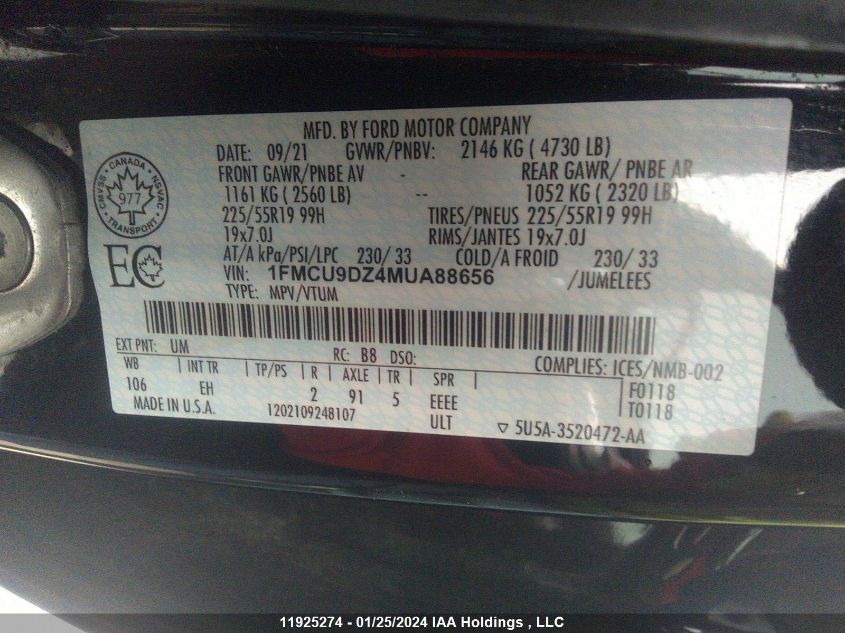 MFD. BY FORD MOTOR COMPANY
DATE: 09/21 GVWR/PNBV: 2146 KG ( 4730 LB)
FRONT GAWR/PNBE AV - REAR GAWR/ PNBE AR
1161 KG ( 2560 LB) -- 1052 KG ( 2320 LB)
225/55R19 99H TIRES/PNEUS 225/55R19 99H
19x7.0J RIMS/JANTES 19x7.0J
AT/A kPa/PSI/LPC 230/ 33 COLD/A FROID 230/ 33
VIN: 1FMCU9DZ4MUA88656 /JUMELEES
TYPE: MPV/VTUM
CMVSS · CANADA · NSVAC
977
TRANSPORT
EC
EXT PNT: UM RC: B8 DSO: COMPLIES: ICES/NMB-002
WB INT TR TP/PS R AXLE TR SPR F0118
106 EH 2 91 5 EEEE T0118
MADE IN U.S.A. 1202109248107 ULT ▽ 5U5A-3520472-AA
11925274 - 01/25/2024 IAA Holdings , LLC